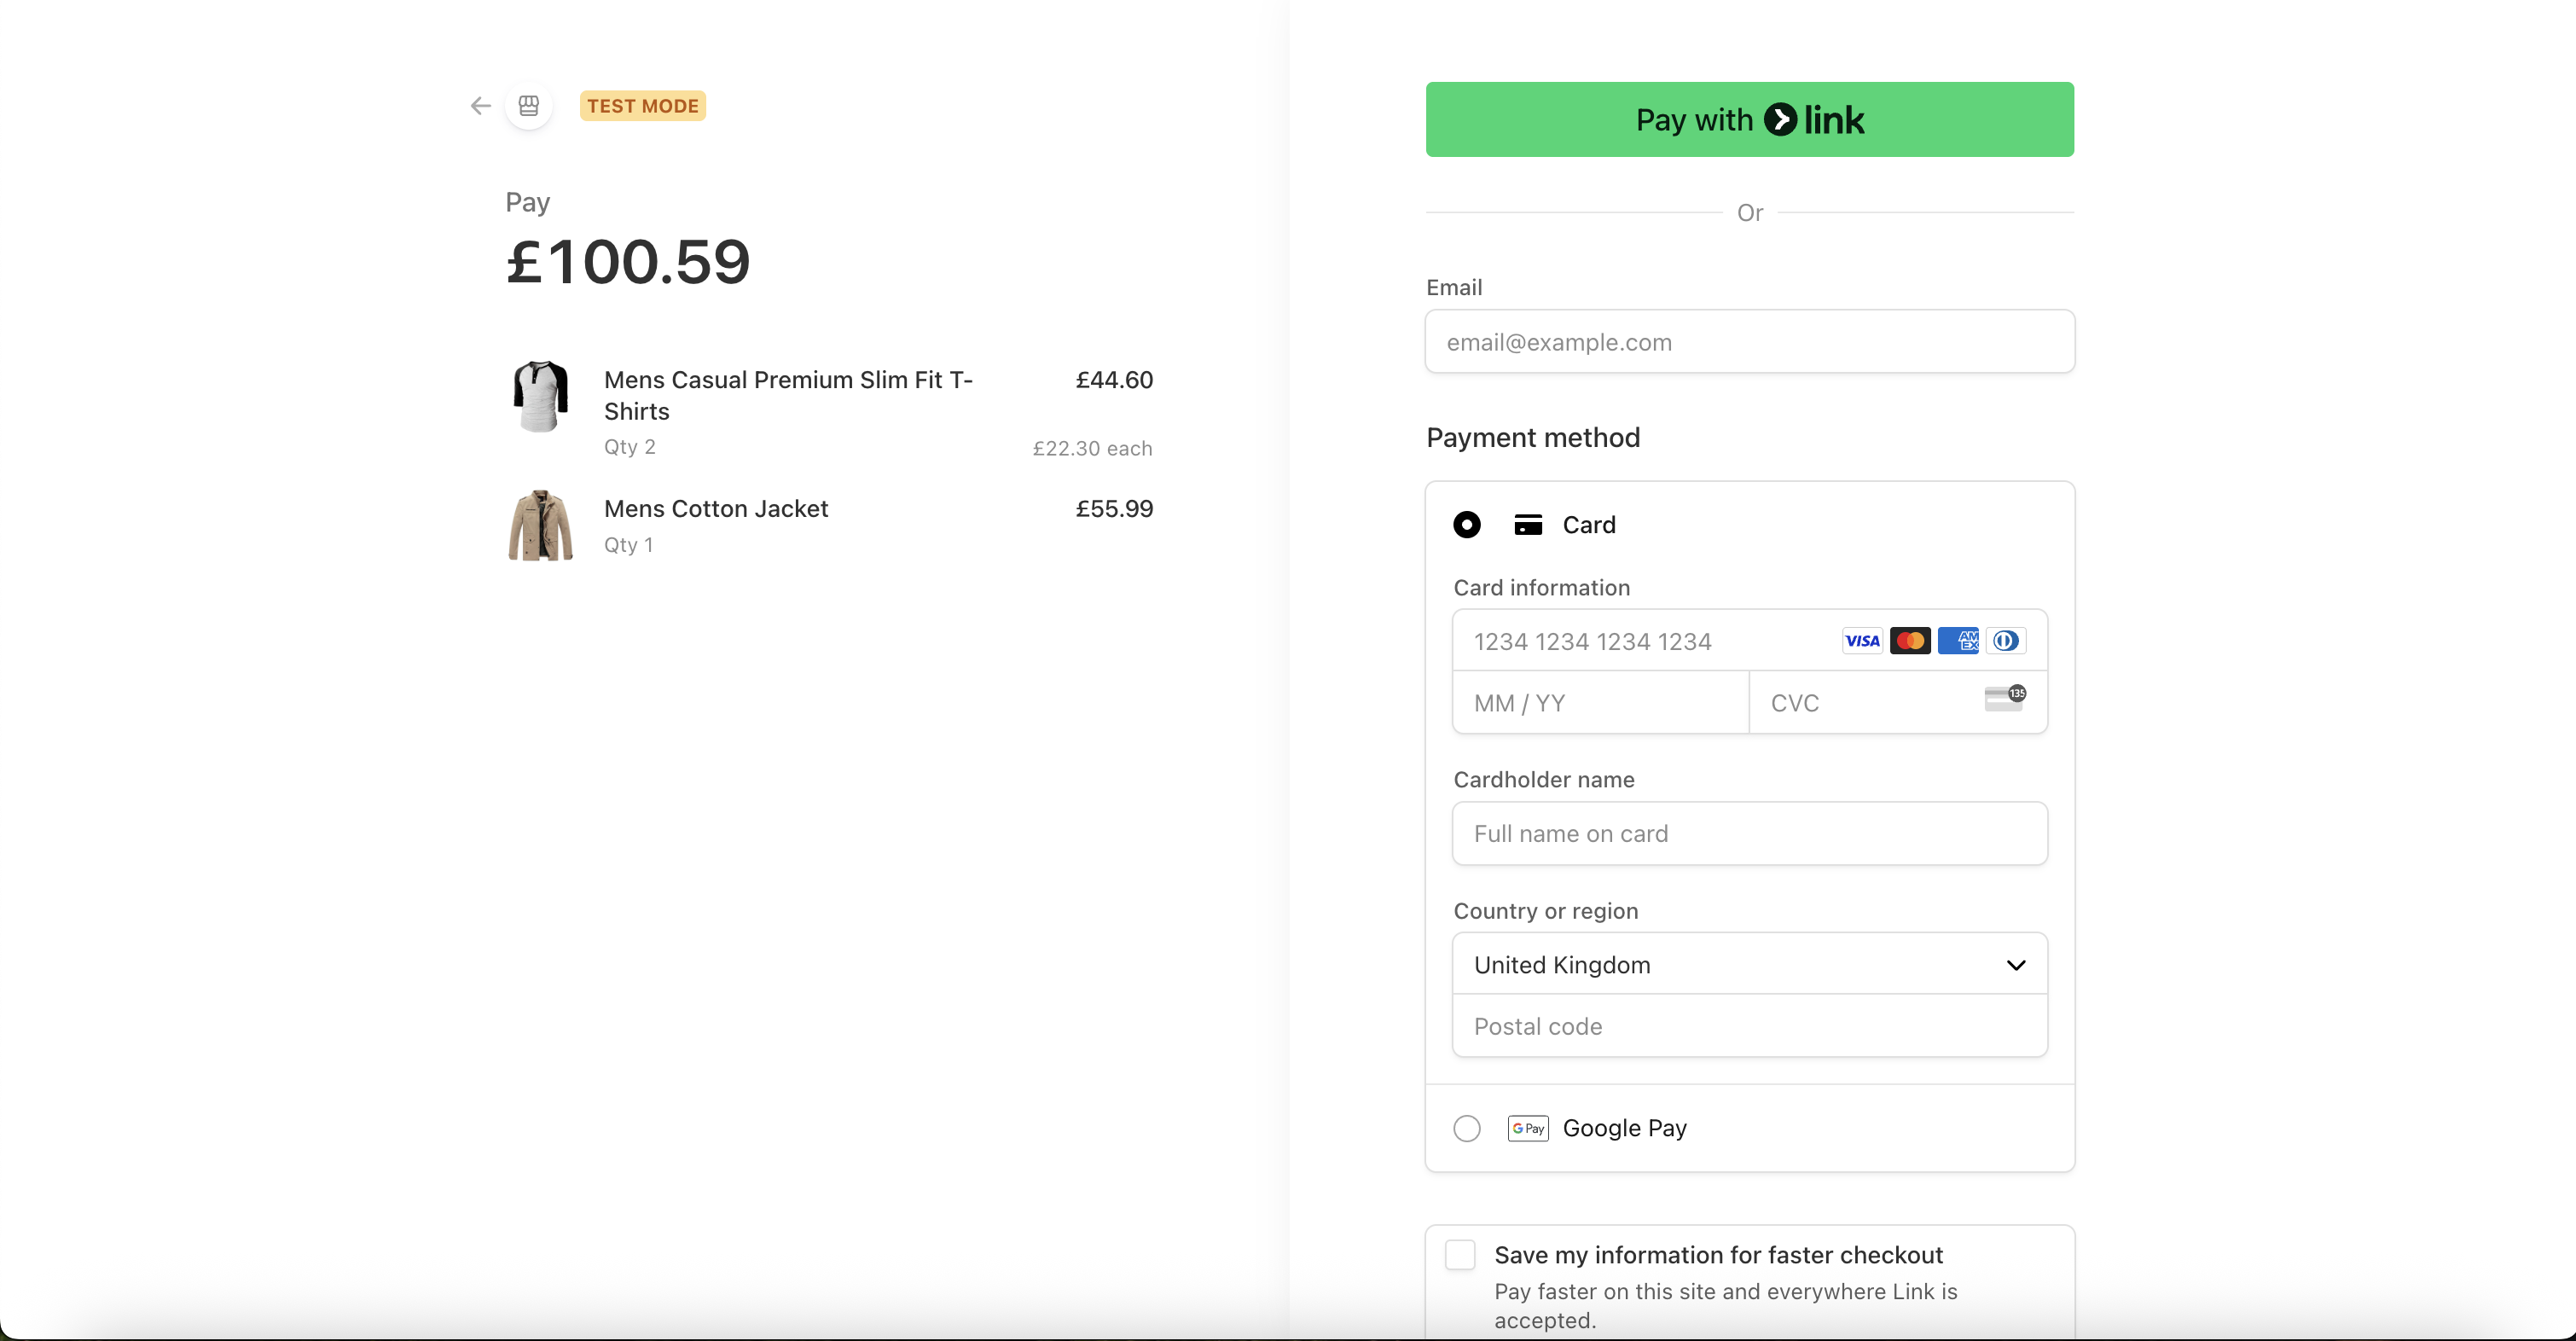 TEST MODE
Pay
£100.59
Mens Casual Premium Slim Fit T-
Shirts
£44.60
Qty 2
£22.30 each
Mens Cotton Jacket
£55.99
Qty 1
Pay with link
Or
Email
email@example.com
Payment method
Card
Card information
1234 1234 1234 1234
VISA
AM
EX
MM / YY
CVC
135
Cardholder name
Full name on card
Country or region
United Kingdom
Postal code
G Pay
Google Pay
Save my information for faster checkout
Pay faster on this site and everywhere Link is
accepted.